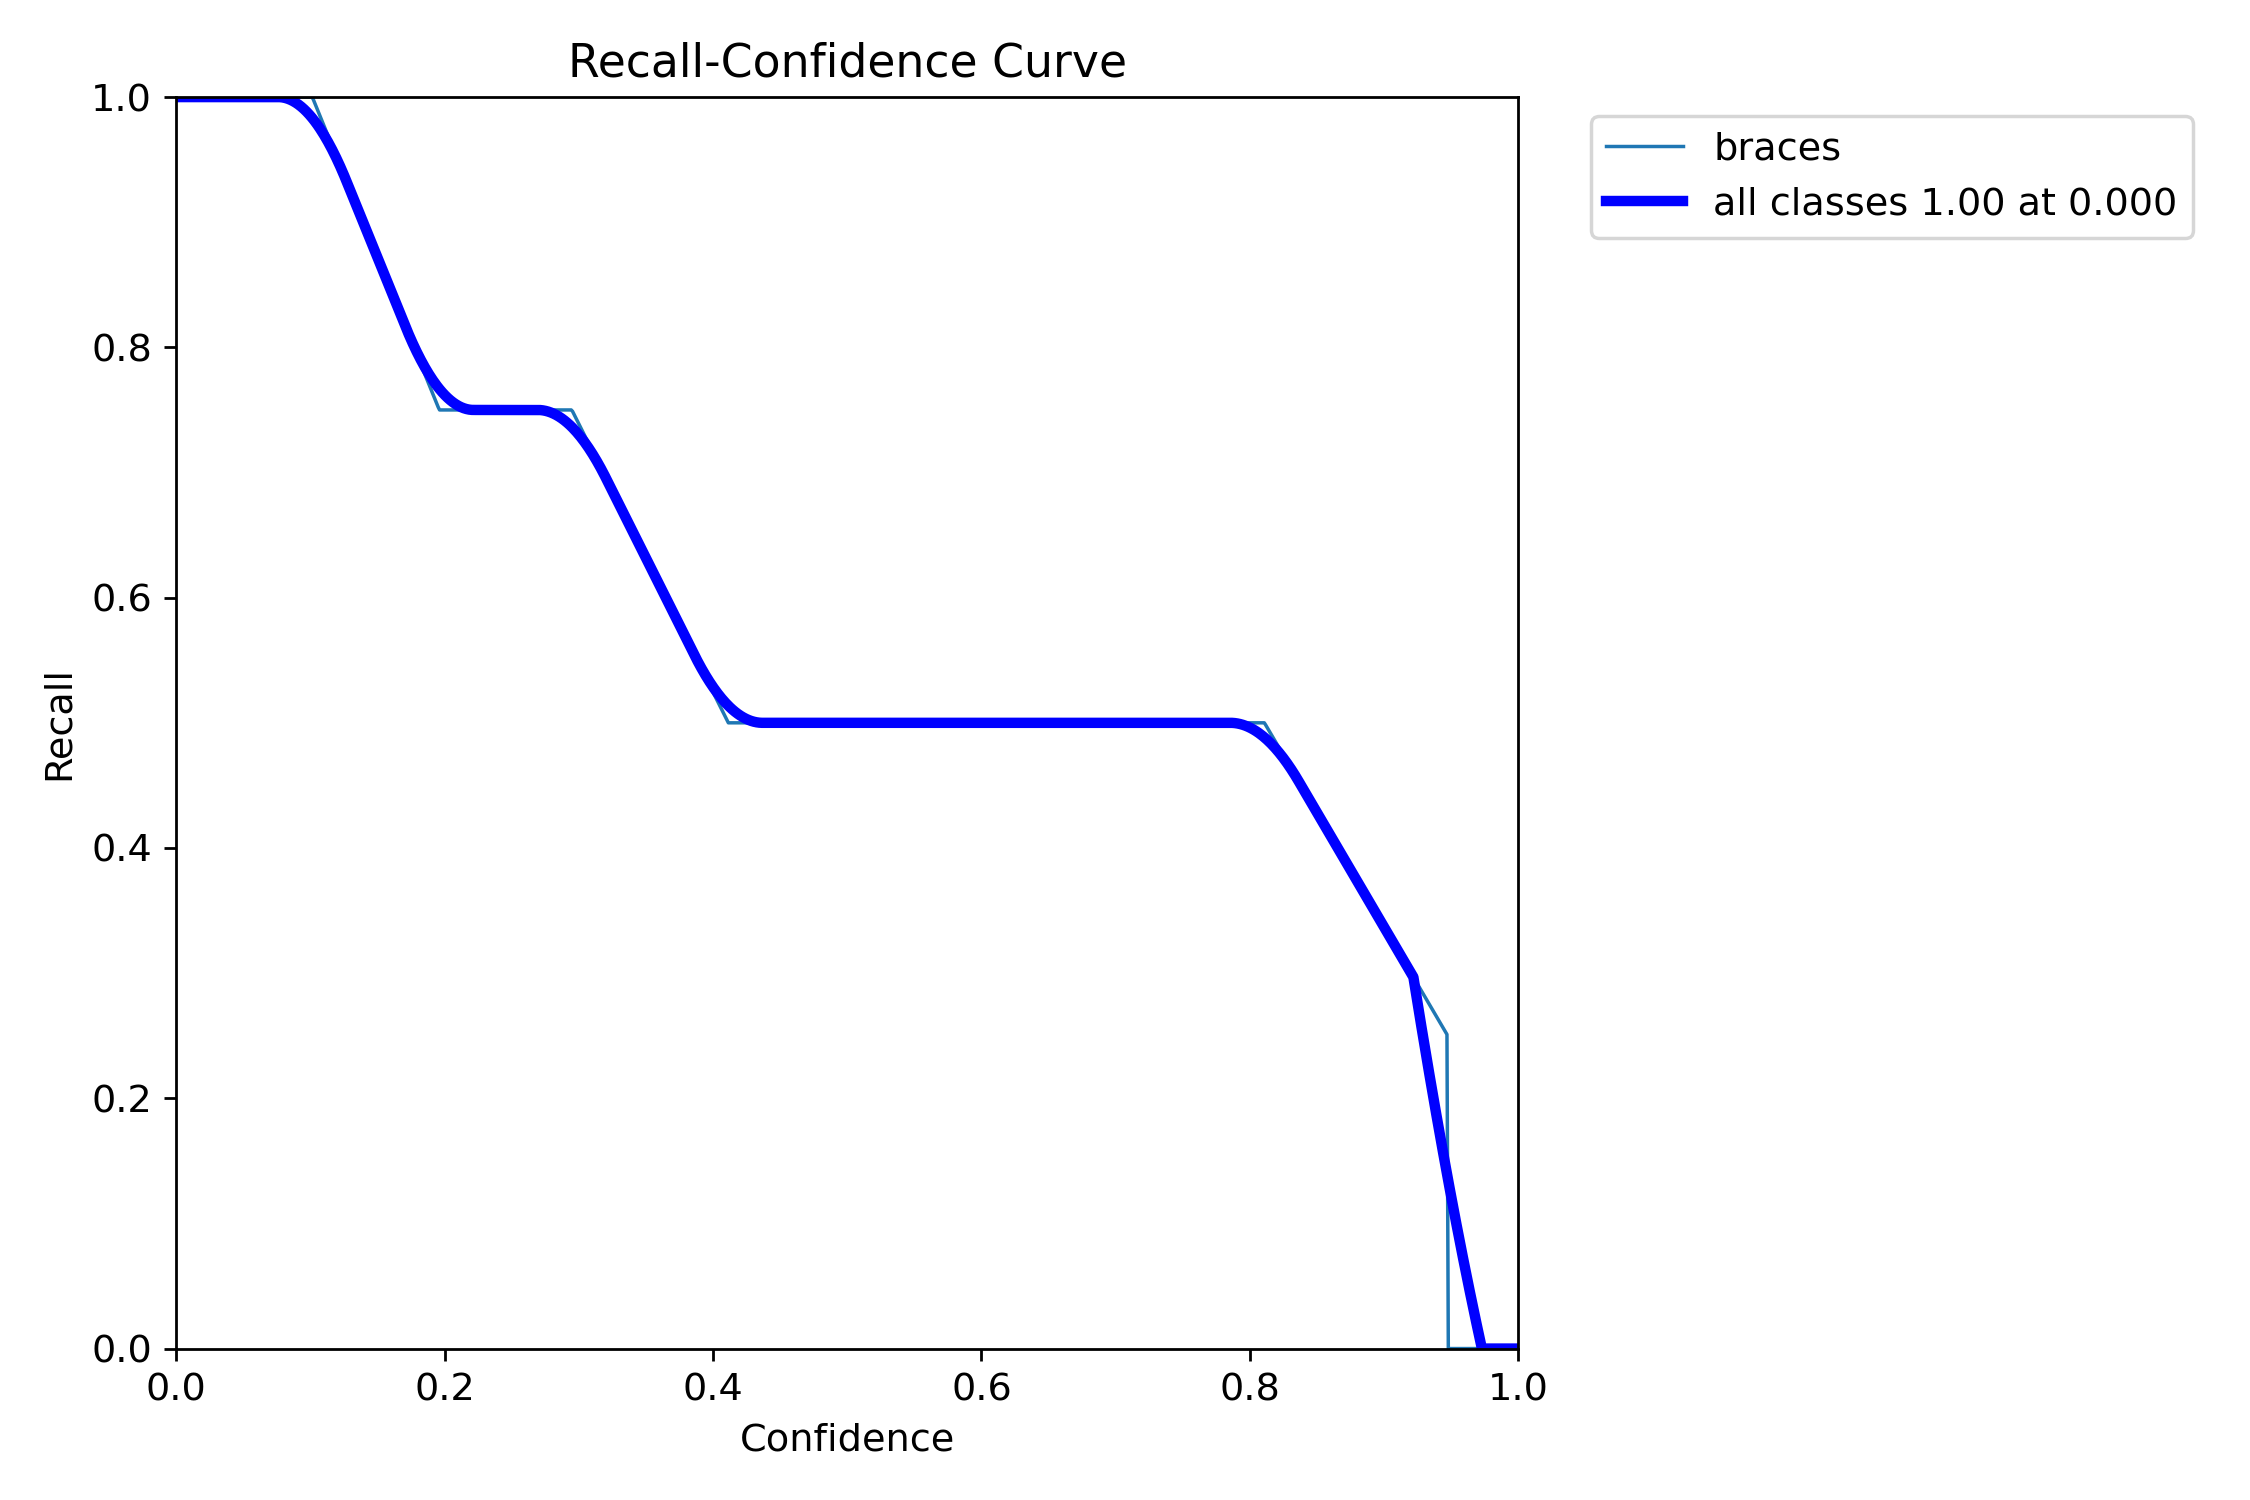 Recall-Confidence Curve
braces
all classes 1.00 at 0.000
1.0
0.8
0.6
0.4
0.2
0.0
Recall
0.0 0.2 0.4 0.6 0.8 1.0
Confidence